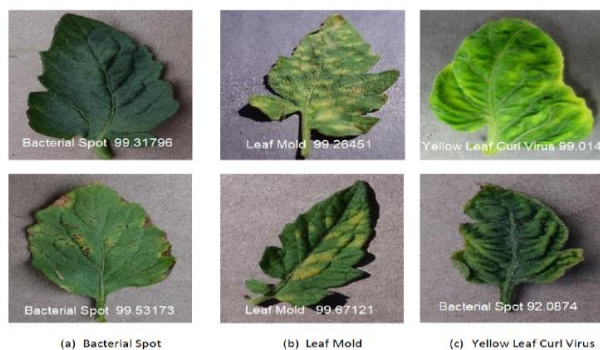 Bacterial Spot 99.31796
Leaf Mold 99.26451
Yellow Leaf Curl Virus 99.014
Bacterial Spot 99.53173
Leaf Mold 99.67121
Bacterial Spot 92.0874
(a) Bacterial Spot
(b) Leaf Mold
(c) Yellow Leaf Curl Virus